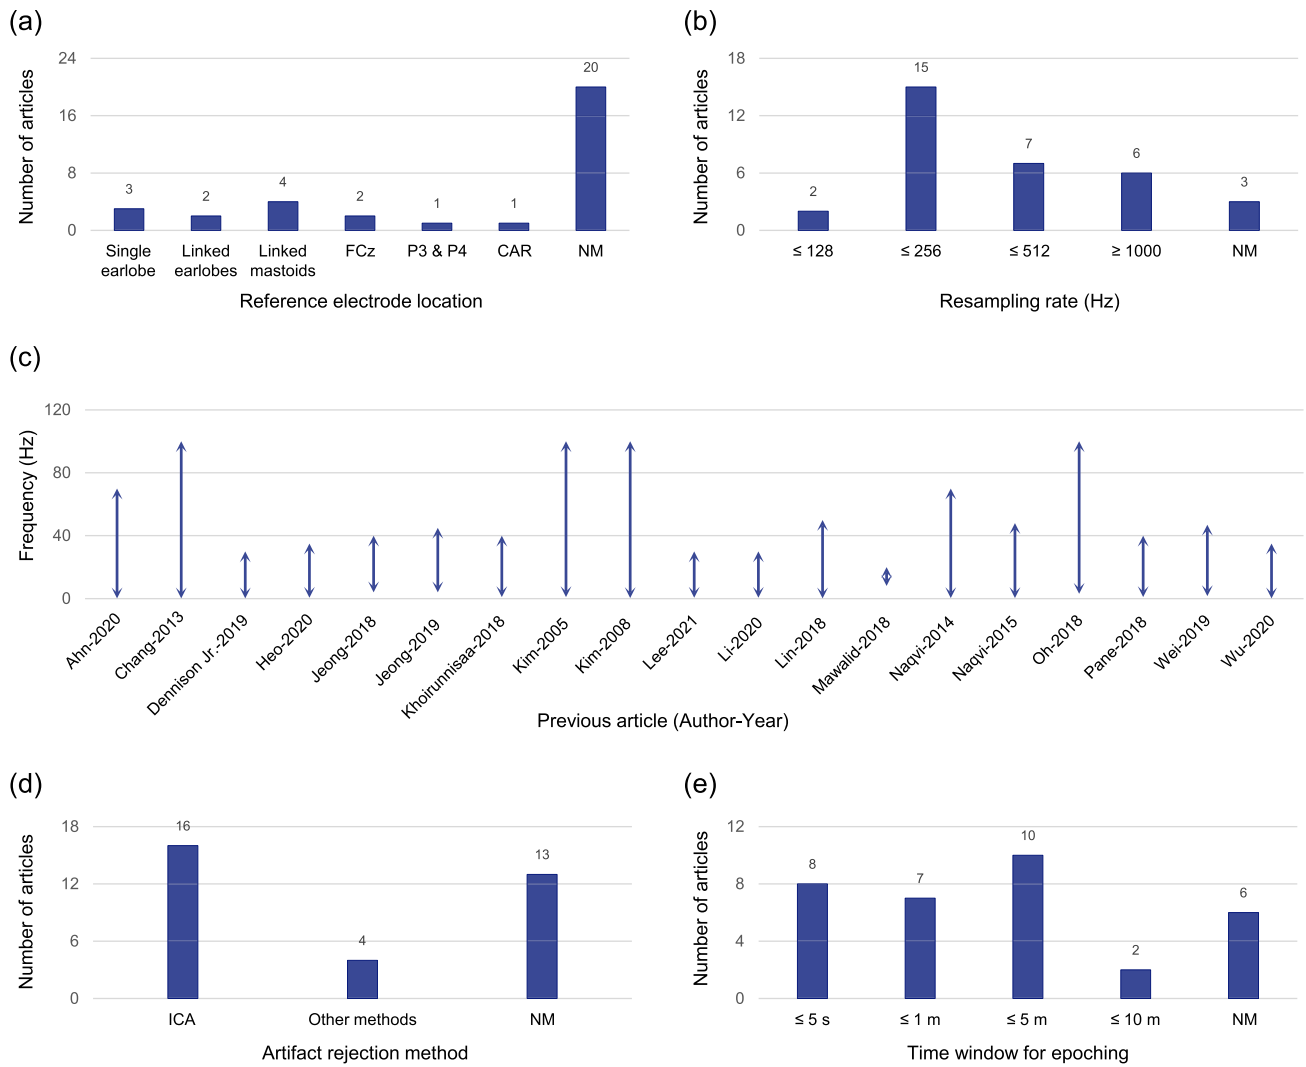 (a)
Number of articles
24
16
8
0
3
2
4
2
1
1
20
Single earlobe
Linked earlobes
Linked mastoids
FCz
P3 & P4
CAR
NM
Reference electrode location
(b)
Number of articles
18
12
6
0
2
15
7
6
3
≤ 128
≤ 256
≤ 512
≥ 1000
NM
Resampling rate (Hz)
(c)
Frequency (Hz)
120
80
40
0
Ahn-2020
Chang-2013
Dennison Jr.-2019
Heo-2020
Jeong-2018
Jeong-2019
Khoirunnisaa-2018
Kim-2005
Kim-2008
Lee-2021
Li-2020
Lin-2018
Mawalid-2018
Naqvi-2014
Naqvi-2015
Oh-2018
Pane-2018
Wei-2019
Wu-2020
Previous article (Author-Year)
(d)
Number of articles
18
12
6
0
16
4
13
ICA
Other methods
NM
Artifact rejection method
(e)
Number of articles
12
8
4
0
8
7
10
2
6
≤ 5 s
≤ 1 m
≤ 5 m
≤ 10 m
NM
Time window for epoching